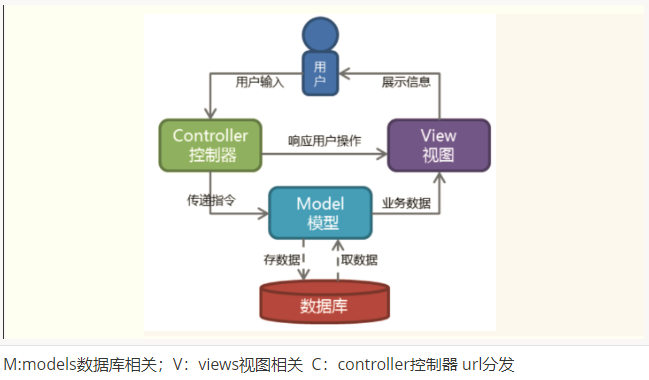 用
户
用户输入
展示信息
Controller
控制器
响应用户操作
View
视图
传递指令
Model
模型
业务数据
存数据
取数据
数据库
M:models数据库相关；V：views视图相关 C：controller控制器 url分发